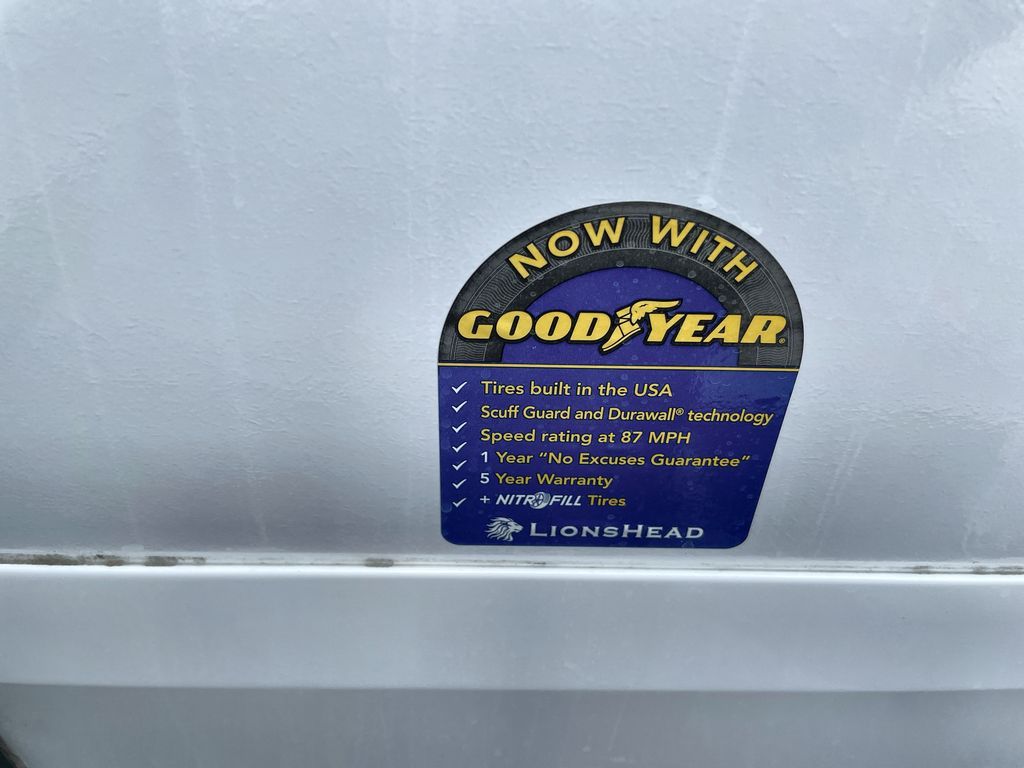 NOW WITH
GOODYEAR®
✓ Tires built in the USA
✓ Scuff Guard and Durawall® technology
✓ Speed rating at 87 MPH
✓ 1 Year "No Excuses Guarantee"
✓ 5 Year Warranty
✓ + NITROFILL Tires
LIONSHEAD